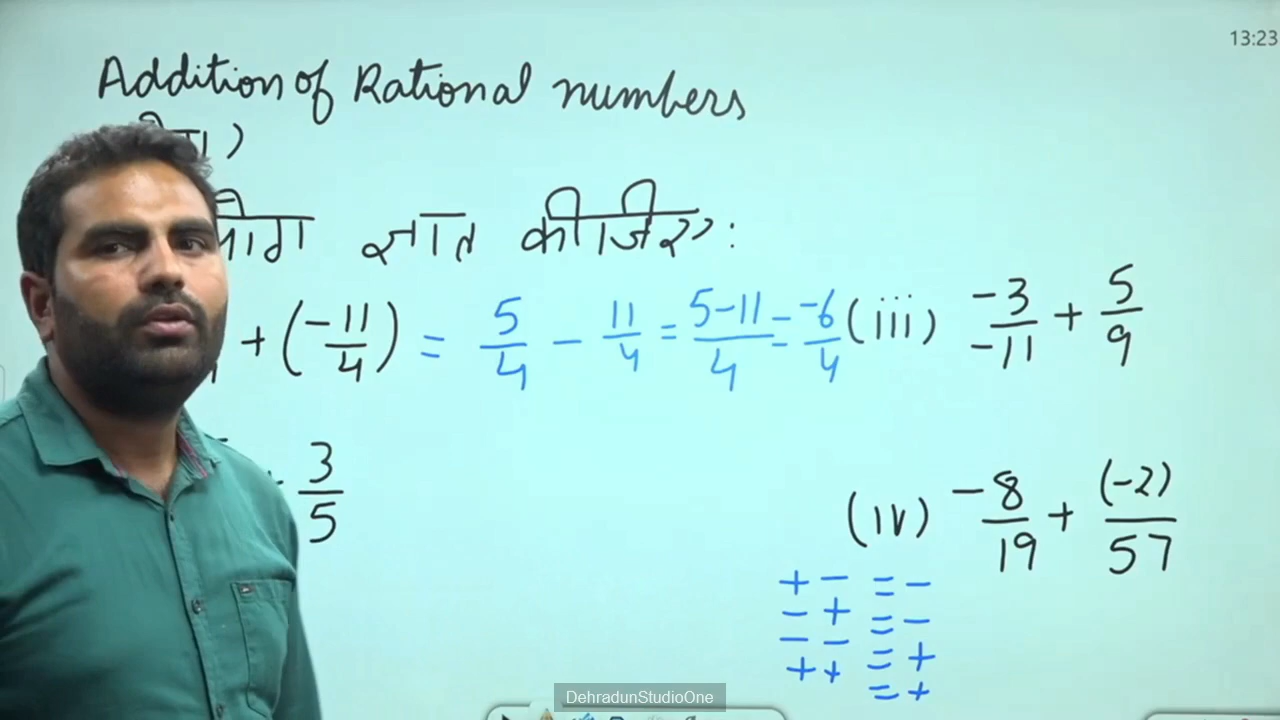 13:23
Addition of Rational numbers
ज्ञात कीजिए:
+ (-11/4) = 5/4 - 11/4 = 5-11/4 = -6/4 (iii) -3/-11 + 5/9
3/5
(iv) -8/19 + (-2)/57
+ - = -
- + = -
- - = +
+ + = +
DehradunStudioOne